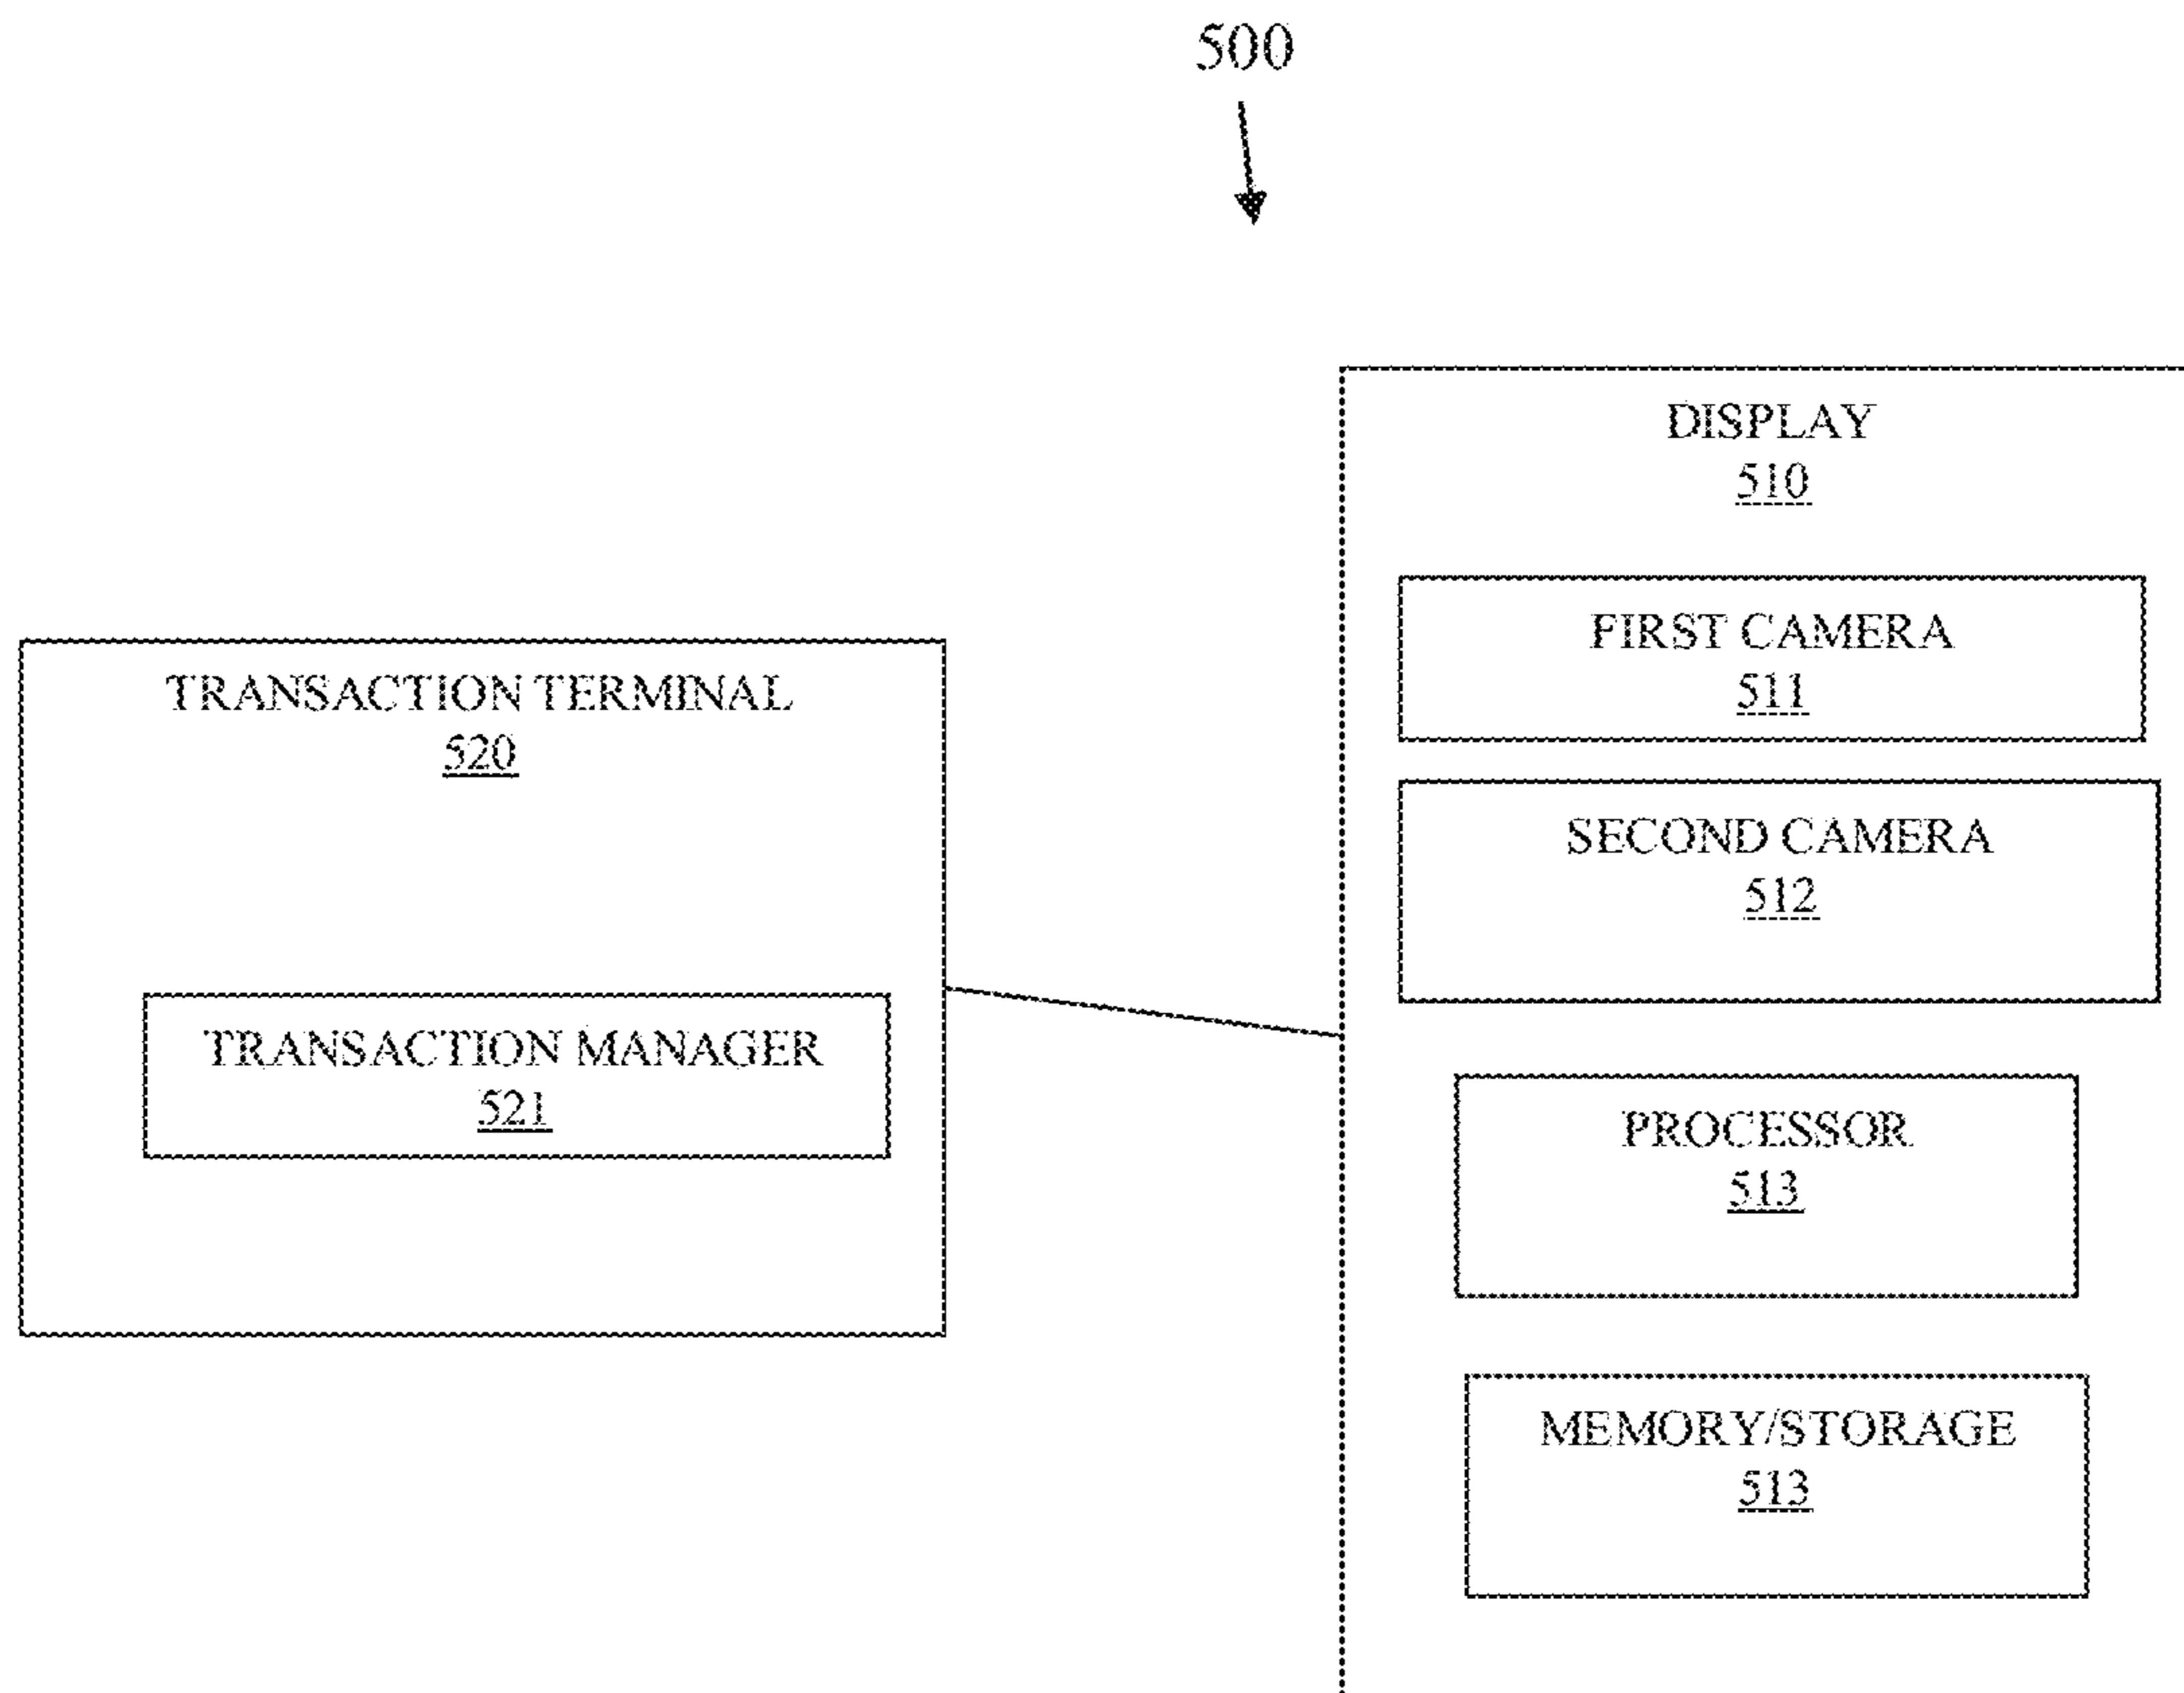 500
DISPLAY
510
FIRST CAMERA
511
SECOND CAMERA
512
PROCESSOR
513
MEMORY/STORAGE
513
TRANSACTION TERMINAL
520
TRANSACTION MANAGER
521